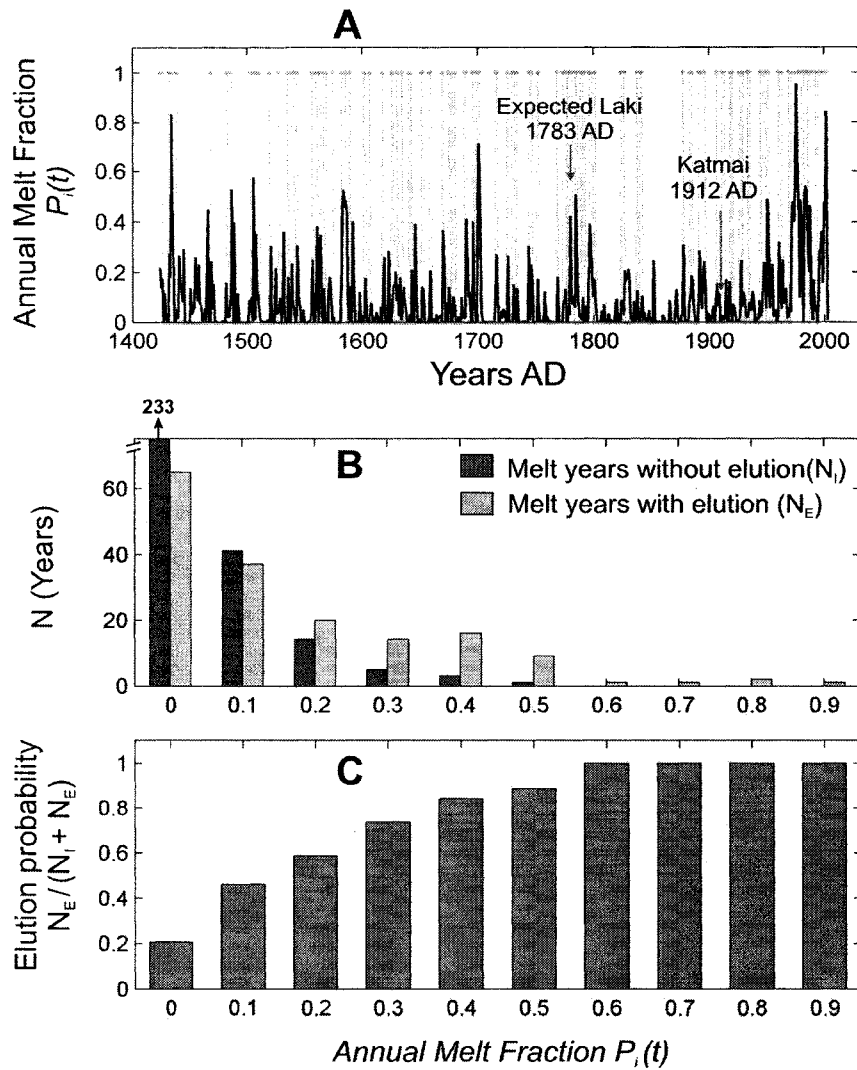 A
Annual Melt Fraction
Pᵢ(t)
1
0.8
0.6
0.4
0.2
0
Expected Laki
1783 AD
Katmai
1912 AD
1400 1500 1600 1700 1800 1900 2000
Years AD
233
B
N (Years)
60
40
20
0
Melt years without elution(Nᵢ)
Melt years with elution (N_E)
0 0.1 0.2 0.3 0.4 0.5 0.6 0.7 0.8 0.9
C
Elution probability
N_E / (Nᵢ + N_E)
1
0.8
0.6
0.4
0.2
0
0 0.1 0.2 0.3 0.4 0.5 0.6 0.7 0.8 0.9
Annual Melt Fraction Pᵢ(t)